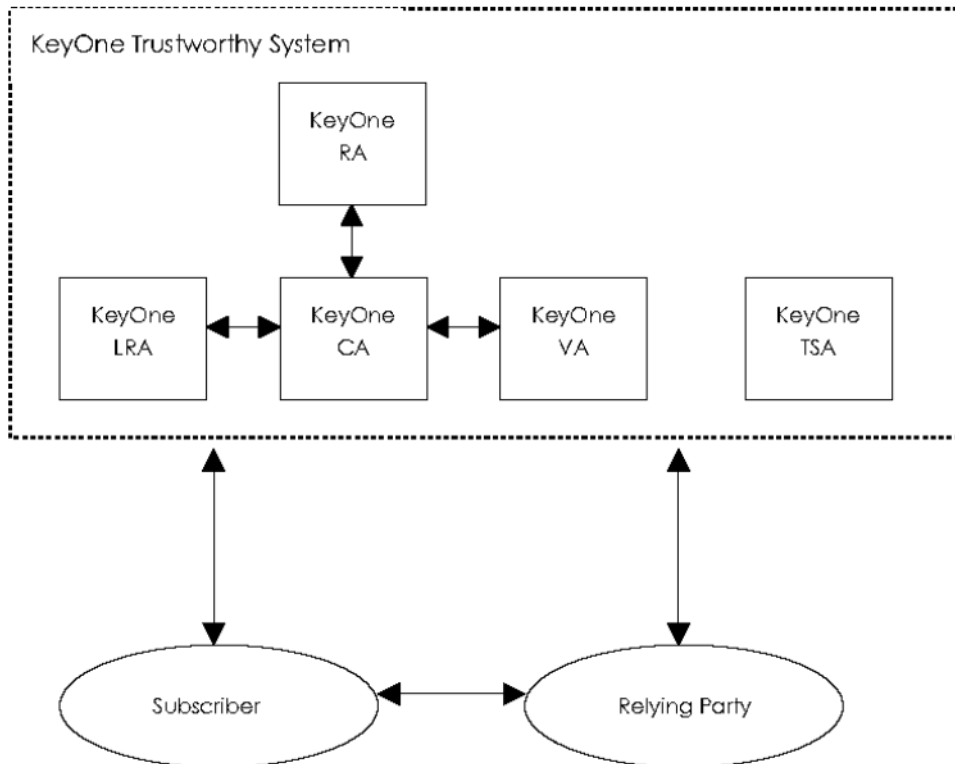 KeyOne Trustworthy System
KeyOne
RA
KeyOne
LRA
KeyOne
CA
KeyOne
VA
KeyOne
TSA
Subscriber
Relying Party